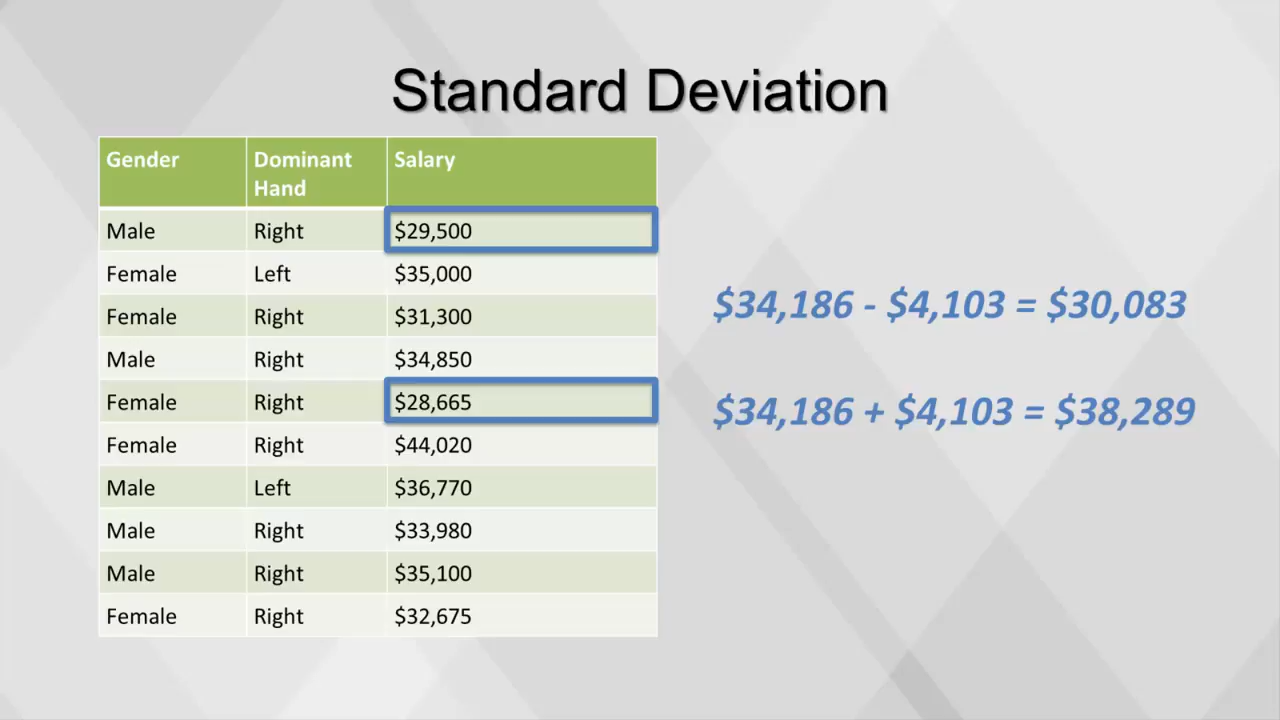 Standard Deviation
Gender Dominant Hand Salary
Male Right $29,500
Female Left $35,000
Female Right $31,300
Male Right $34,850
Female Right $28,665
Female Right $44,020
Male Left $36,770
Male Right $33,980
Male Right $35,100
Female Right $32,675
$34,186 - $4,103 = $30,083
$34,186 + $4,103 = $38,289